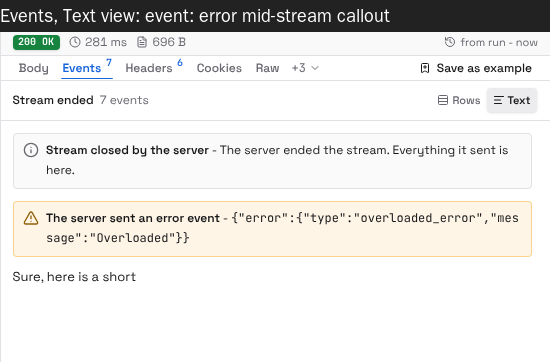 Events, Text view: event: error mid-stream callout
200 OK 281 ms 696 B from run - now
Body Events 7 Headers 6 Cookies Raw +3 Save as example
Stream ended 7 events Rows Text
Stream closed by the server - The server ended the stream. Everything it sent is
here.
The server sent an error event - {"error":{"type":"overloaded_error","mes
sage":"Overloaded"}}
Sure, here is a short